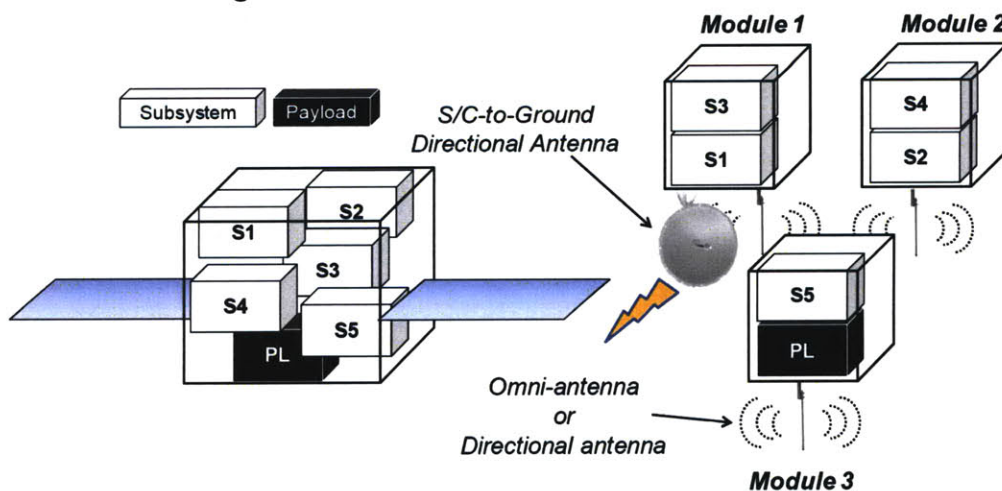 Module 1
Module 2
Subsystem
Payload
S/C-to-Ground
Directional Antenna
S3
S1
S4
S2
S1
S2
S3
S4
S5
PL
S5
PL
Omni-antenna
or
Directional antenna
Module 3